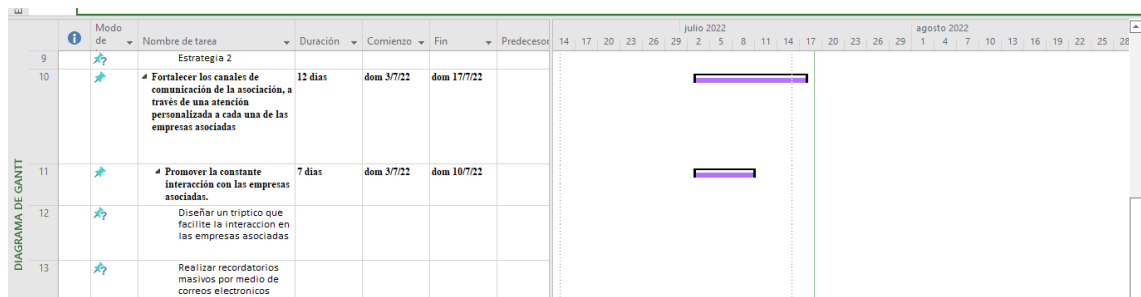 julio 2022 agosto 2022
Modo
de Nombre de tarea Duración Comienzo Fin Predecesor 14 17 20 23 26 29 2 5 8 11 14 17 20 23 26 29 1 4 7 10 13 16 19 22 25 28
9 Estrategia 2
10 Fortalecer los canales de 12 días dom 3/7/22 dom 17/7/22
comunicación de la asociación, a
través de una atención
personalizada a cada una de las
empresas asociadas
11 Promover la constante 7 días dom 3/7/22 dom 10/7/22
interacción con las empresas
asociadas.
12 Diseñar un triptico que
facilite la interaccion en
las empresas asociadas
13 Realizar recordatorios
masivos por medio de
correos electronicos
DIAGRAMA DE GANTT